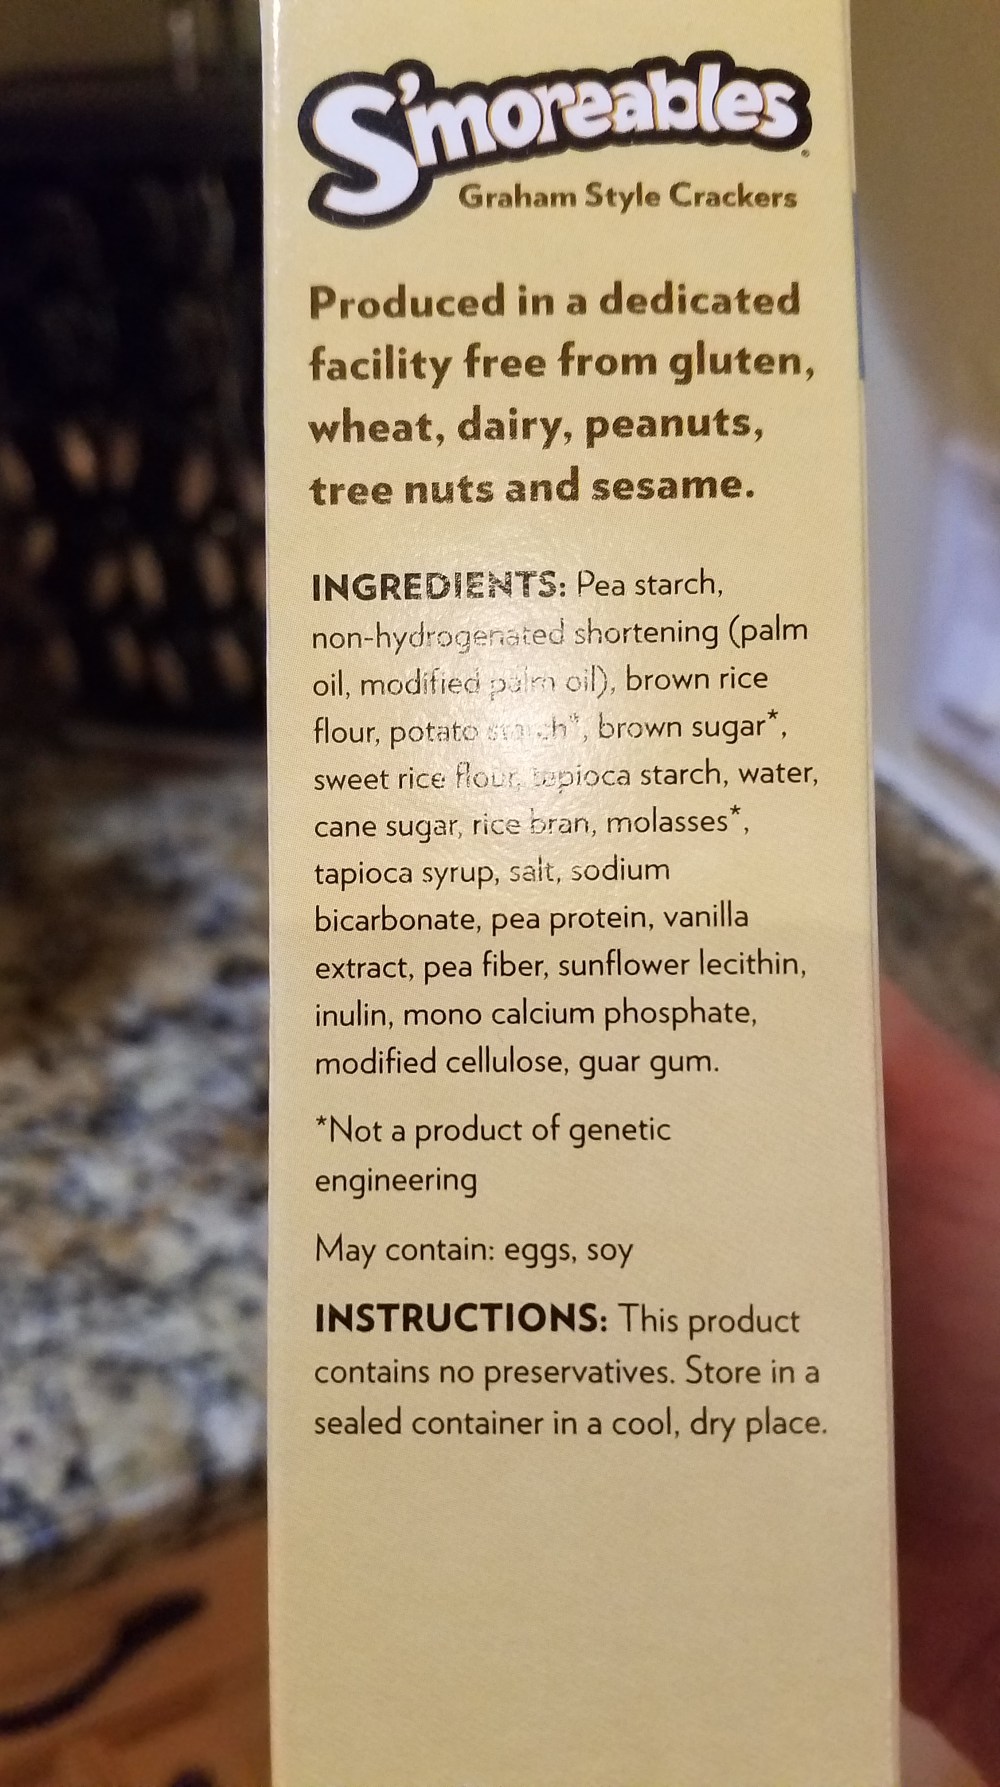 S'moreables®
Graham Style Crackers
Produced in a dedicated
facility free from gluten,
wheat, dairy, peanuts,
tree nuts and sesame.
INGREDIENTS: Pea starch,
non-hydrogenated shortening (palm
oil, modified palm oil), brown rice
flour, potato starch*, brown sugar*,
sweet rice flour, tapioca starch, water,
cane sugar, rice bran, molasses*,
tapioca syrup, salt, sodium
bicarbonate, pea protein, vanilla
extract, pea fiber, sunflower lecithin,
inulin, mono calcium phosphate,
modified cellulose, guar gum.
*Not a product of genetic
engineering
May contain: eggs, soy
INSTRUCTIONS: This product
contains no preservatives. Store in a
sealed container in a cool, dry place.